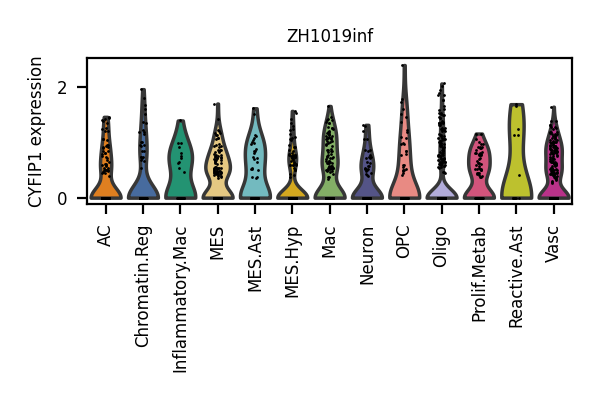 ZH1019inf
CYFIP1 expression
2
0
AC
Chromatin.Reg
Inflammatory.Mac
MES
MES.Ast
MES.Hyp
Mac
Neuron
OPC
Oligo
Prolif.Metab
Reactive.Ast
Vasc